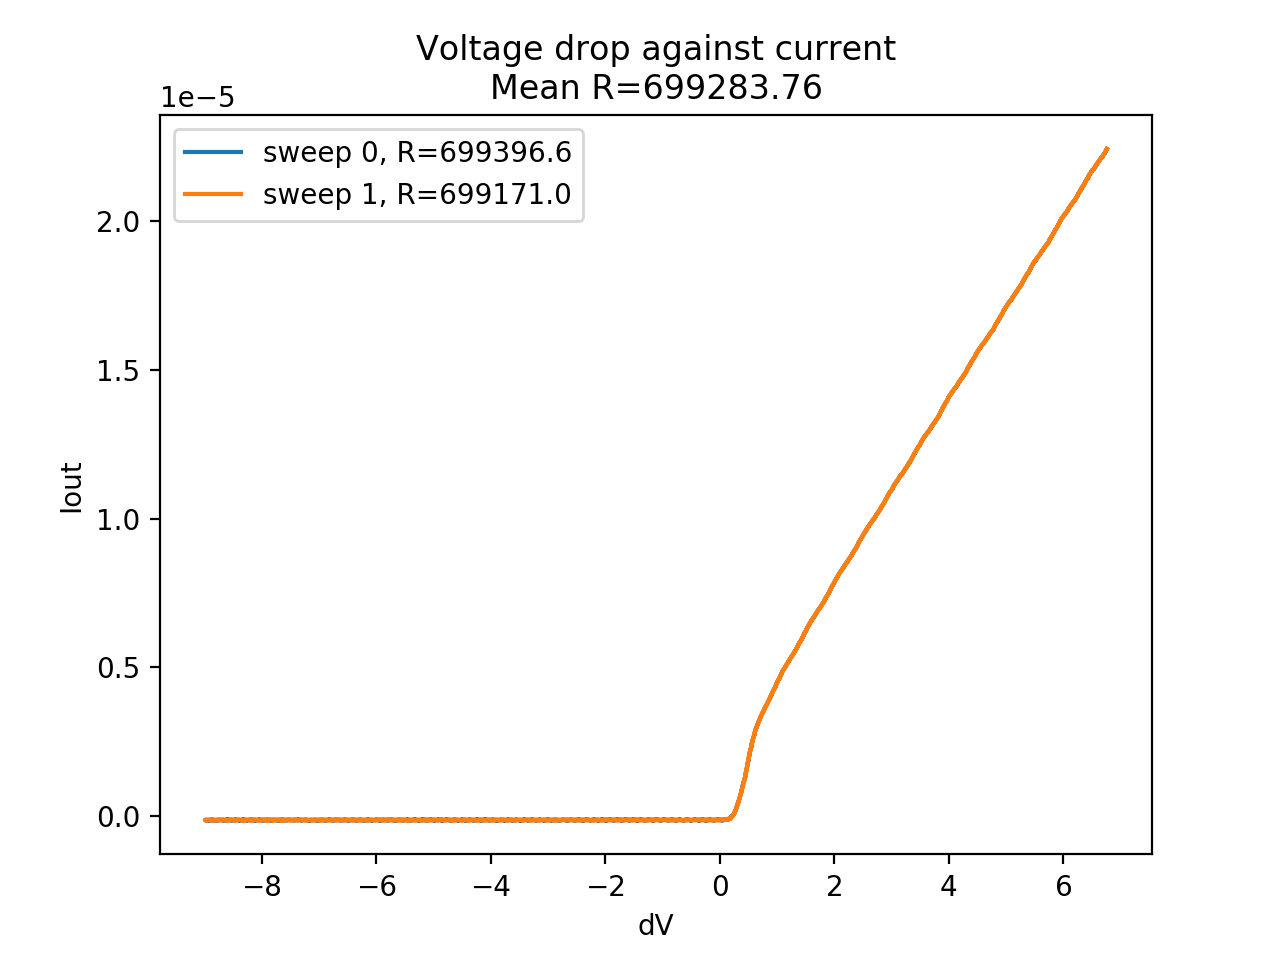 Voltage drop against current
Mean R=699283.76
1e−5
sweep 0, R=699396.6
sweep 1, R=699171.0
2.0
1.5
1.0
0.5
0.0
Iout
−8 −6 −4 −2 0 2 4 6
dV